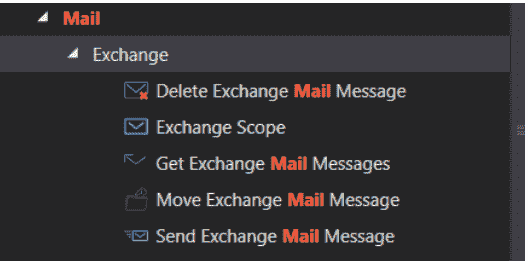 Mail
Exchange
Delete Exchange Mail Message
Exchange Scope
Get Exchange Mail Messages
Move Exchange Mail Message
Send Exchange Mail Message